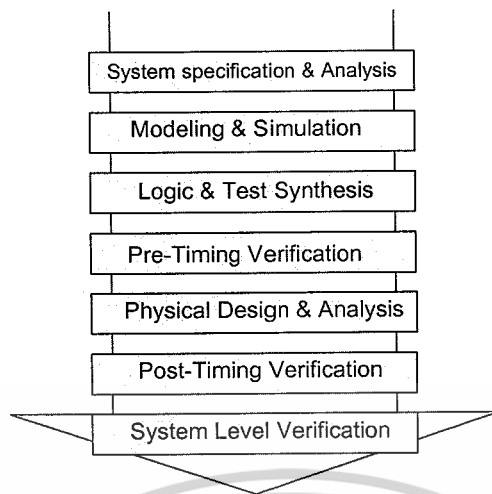 System specification & Analysis
Modeling & Simulation
Logic & Test Synthesis
Pre-Timing Verification
Physical Design & Analysis
Post-Timing Verification
System Level Verification